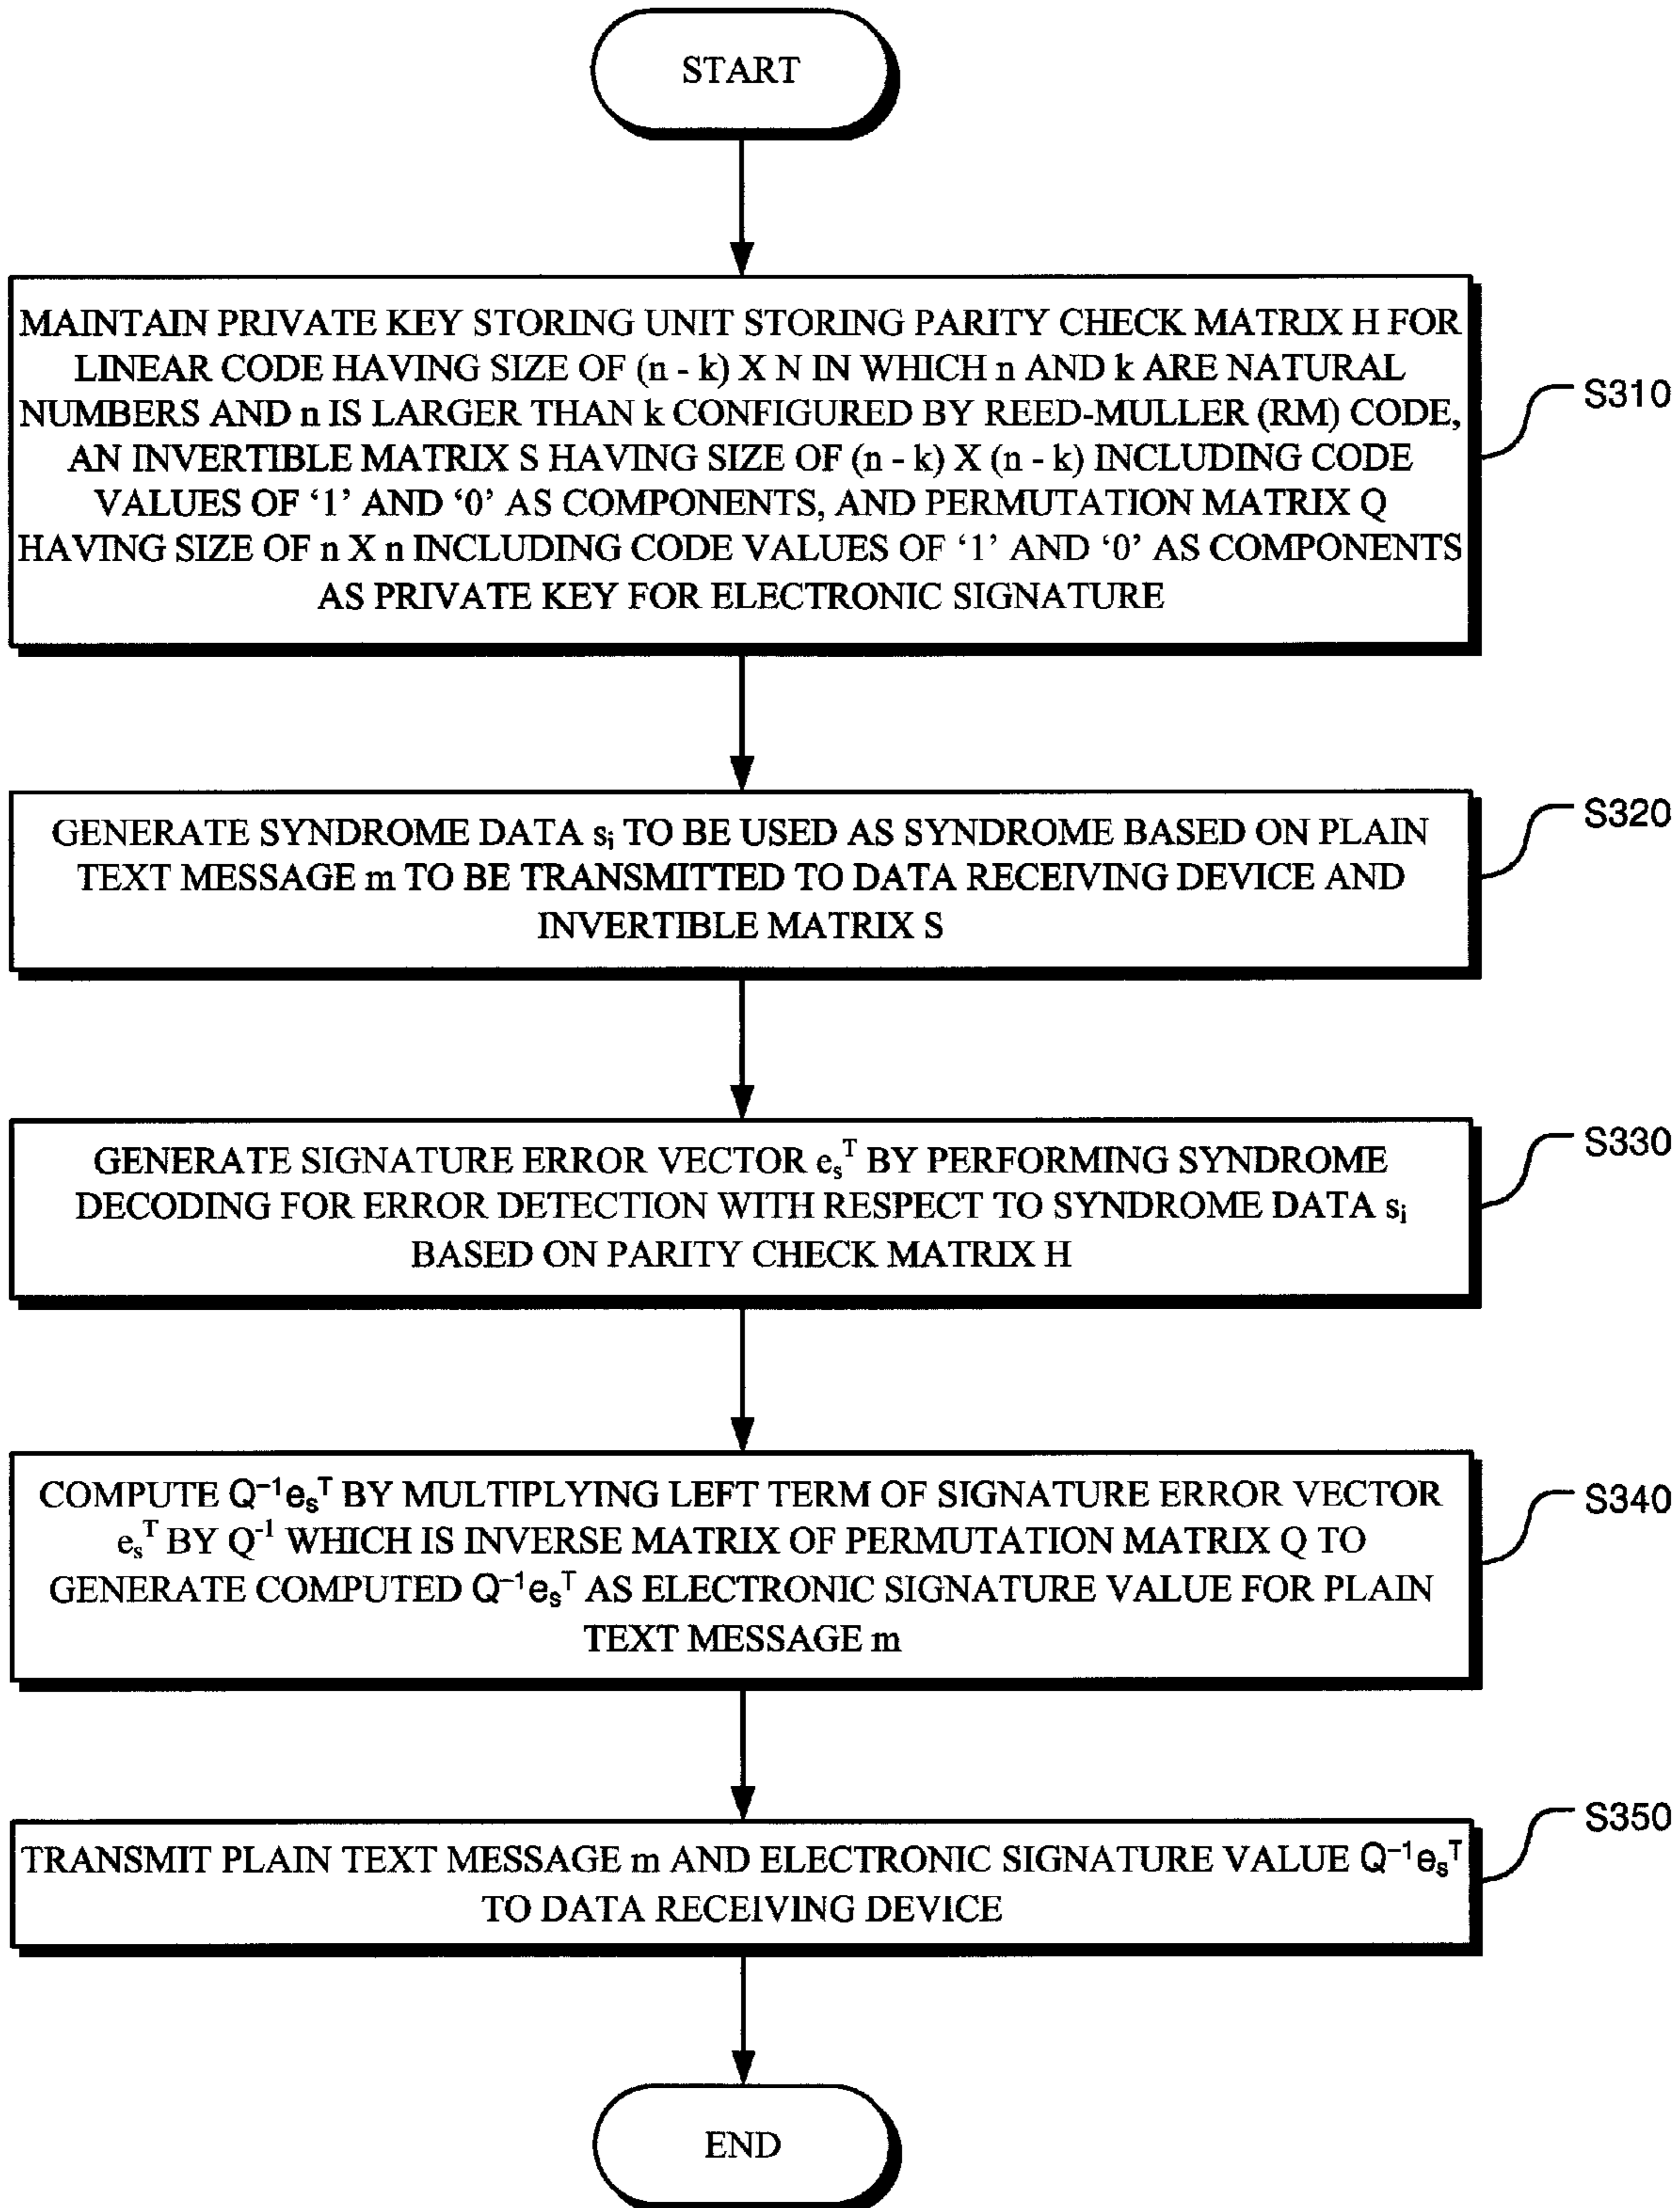 START
MAINTAIN PRIVATE KEY STORING UNIT STORING PARITY CHECK MATRIX H FOR
LINEAR CODE HAVING SIZE OF (n - k) X N IN WHICH n AND k ARE NATURAL
NUMBERS AND n IS LARGER THAN k CONFIGURED BY REED-MULLER (RM) CODE,
AN INVERTIBLE MATRIX S HAVING SIZE OF (n - k) X (n - k) INCLUDING CODE
VALUES OF ‘1’ AND ‘0’ AS COMPONENTS, AND PERMUTATION MATRIX Q
HAVING SIZE OF n X n INCLUDING CODE VALUES OF ‘1’ AND ‘0’ AS COMPONENTS
AS PRIVATE KEY FOR ELECTRONIC SIGNATURE
S310
GENERATE SYNDROME DATA sᵢ TO BE USED AS SYNDROME BASED ON PLAIN
TEXT MESSAGE m TO BE TRANSMITTED TO DATA RECEIVING DEVICE AND
INVERTIBLE MATRIX S
S320
GENERATE SIGNATURE ERROR VECTOR eₛᵀ BY PERFORMING SYNDROME
DECODING FOR ERROR DETECTION WITH RESPECT TO SYNDROME DATA sᵢ
BASED ON PARITY CHECK MATRIX H
S330
COMPUTE Q⁻¹eₛᵀ BY MULTIPLYING LEFT TERM OF SIGNATURE ERROR VECTOR
eₛᵀ BY Q⁻¹ WHICH IS INVERSE MATRIX OF PERMUTATION MATRIX Q TO
GENERATE COMPUTED Q⁻¹eₛᵀ AS ELECTRONIC SIGNATURE VALUE FOR PLAIN
TEXT MESSAGE m
S340
TRANSMIT PLAIN TEXT MESSAGE m AND ELECTRONIC SIGNATURE VALUE Q⁻¹eₛᵀ
TO DATA RECEIVING DEVICE
S350
END